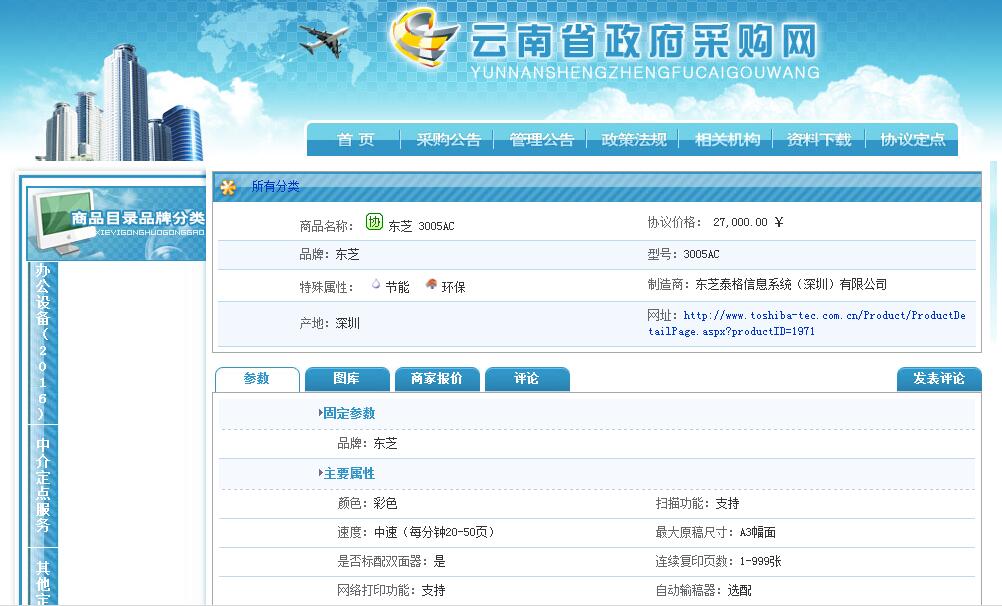 云南省政府采购网
YUNNANSHENGZHENGFUCAIGOUWANG
首 页 采购公告 管理公告 政策法规 相关机构 资料下载 协议定点
商品目录品牌分类
所有分类
商品名称： 协 东芝 3005AC 协议价格： 27,000.00 ￥
品牌：东芝 型号：3005AC
特殊属性： 节能 环保 制造商：东芝泰格信息系统（深圳）有限公司
产地：深圳 网址：http://www.toshiba-tec.com.cn/Product/ProductDe
tailPage.aspx?productID=1971
办公设备(2016)
中介定点服务
其他定
参数 图库 商家报价 评论 发表评论
固定参数
品牌：东芝
主要属性
颜色：彩色 扫描功能：支持
速度：中速（每分钟20-50页） 最大原稿尺寸：A3幅面
是否标配双面器：是 连续复印页数：1-999张
网络打印功能：支持 自动输稿器：选配